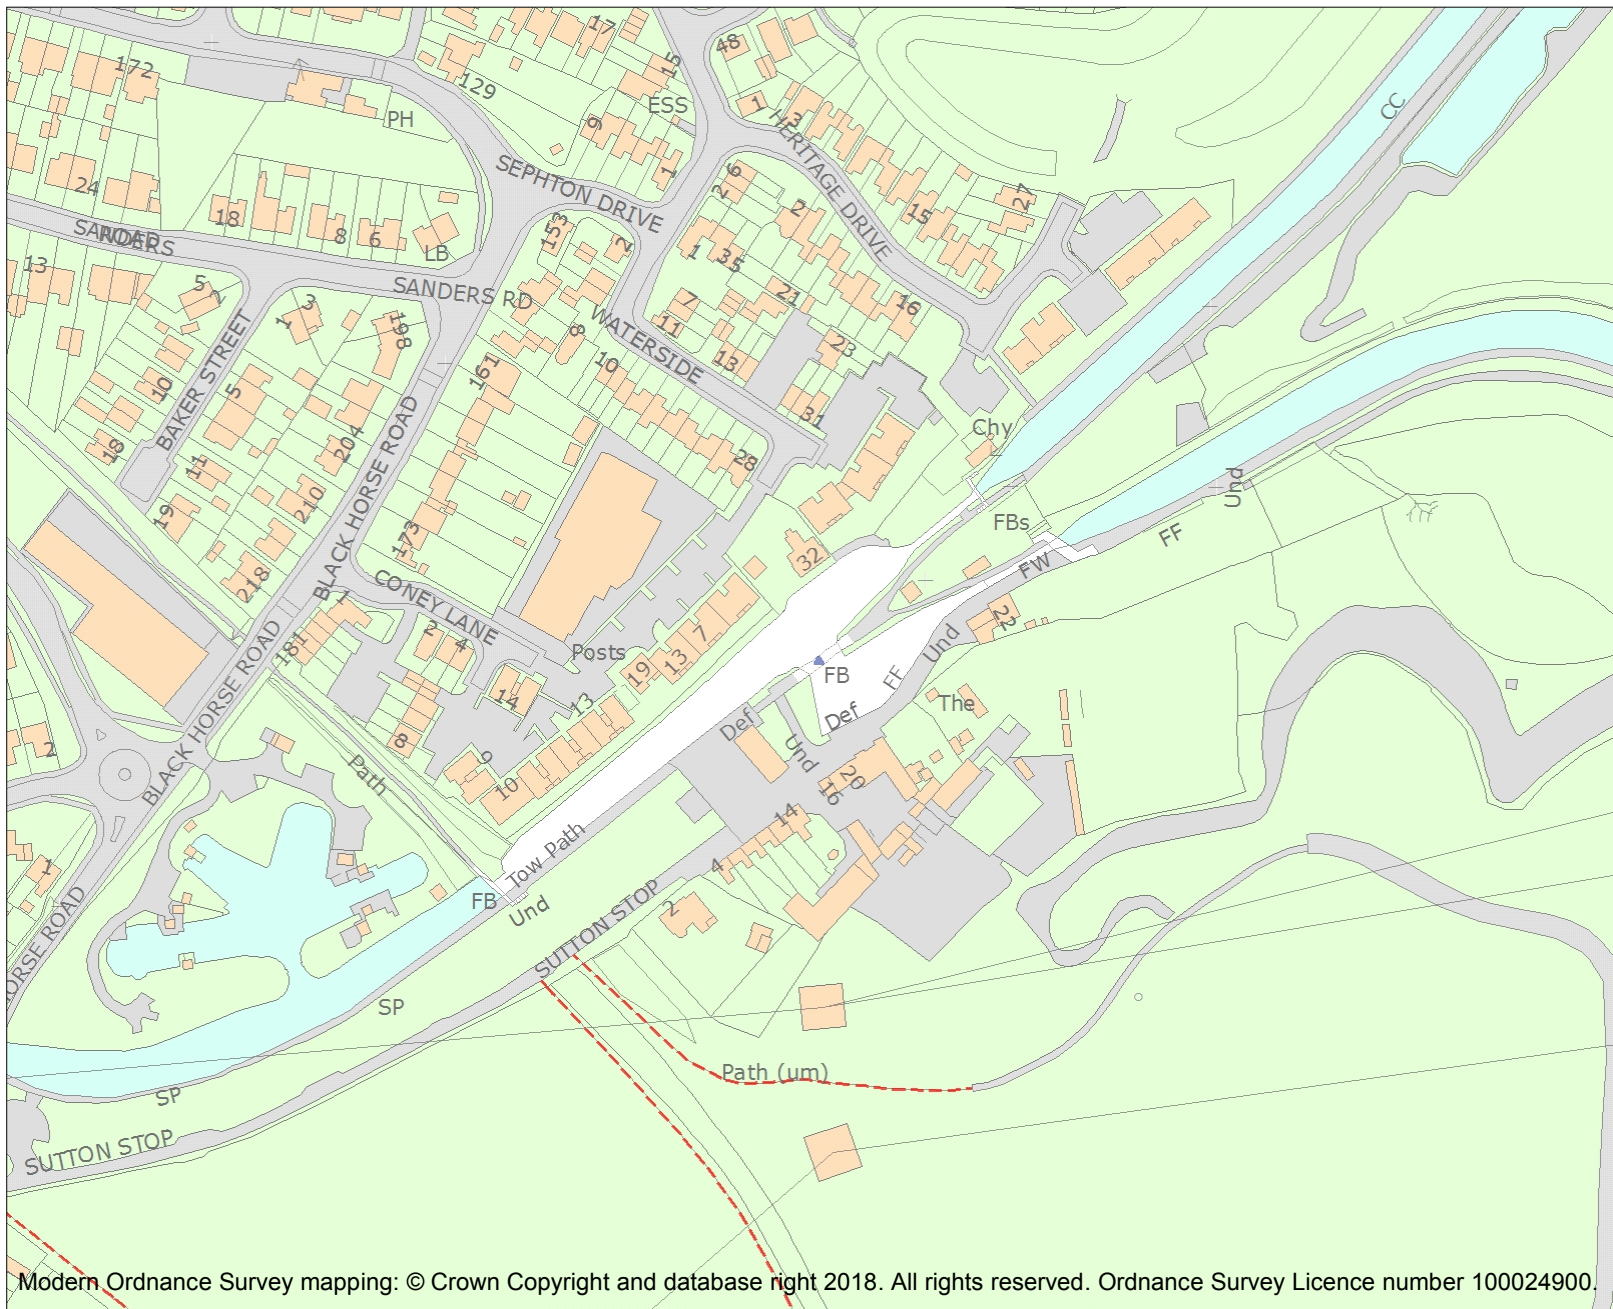 17
48
172
129
15
ESS
PH
9
1
3
HERITAGE DRIVE
CC
1
SEPHTON DRIVE
6
2
24
18
8
6
LB
153
2
2
15
27
SANDERS
ROAD
13
5
2
SANDERS RD
1
35
21
16
3
1
198
8
7
11
WATERSIDE
13
23
10
161
BAKER STREET
10
5
18
11
204
BLACK HORSE ROAD
31
28
Chy
19
210
173
FBs
Und
FF
218
CONEY LANE
32
FW
1
2
4
7
22
181
BLACK HORSE ROAD
Posts
19
13
FB
FF
Und
14
13
Def
Def
The
2
8
9
10
Path
Und
20
16
14
1
Tow Path
4
FB
Und
2
SUTTON STOP
HORSE ROAD
SP
SP
Path (um)
SUTTON STOP
Modern Ordnance Survey mapping: © Crown Copyright and database right 2018. All rights reserved. Ordnance Survey Licence number 100024900.